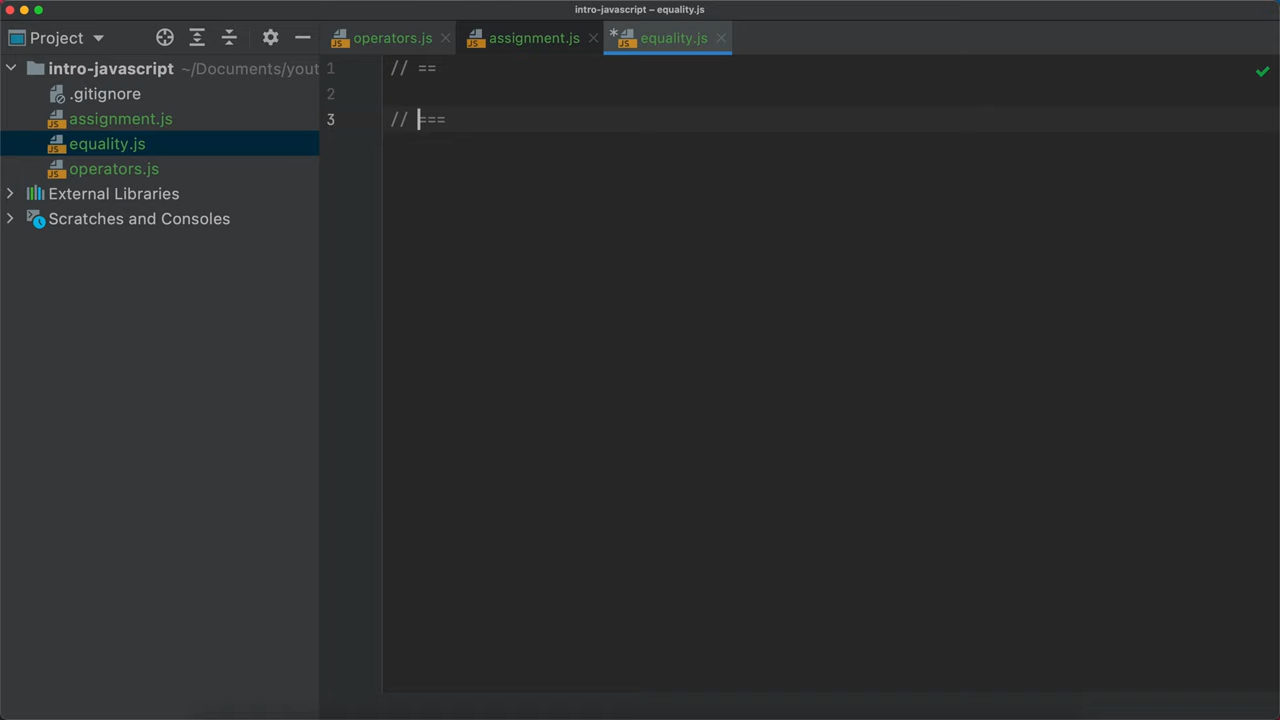 intro-javascript – equality.js
Project
operators.js
assignment.js
* equality.js
intro-javascript ~/Documents/yout
.gitignore
assignment.js
equality.js
operators.js
External Libraries
Scratches and Consoles
1 // ==
2
3 // ===